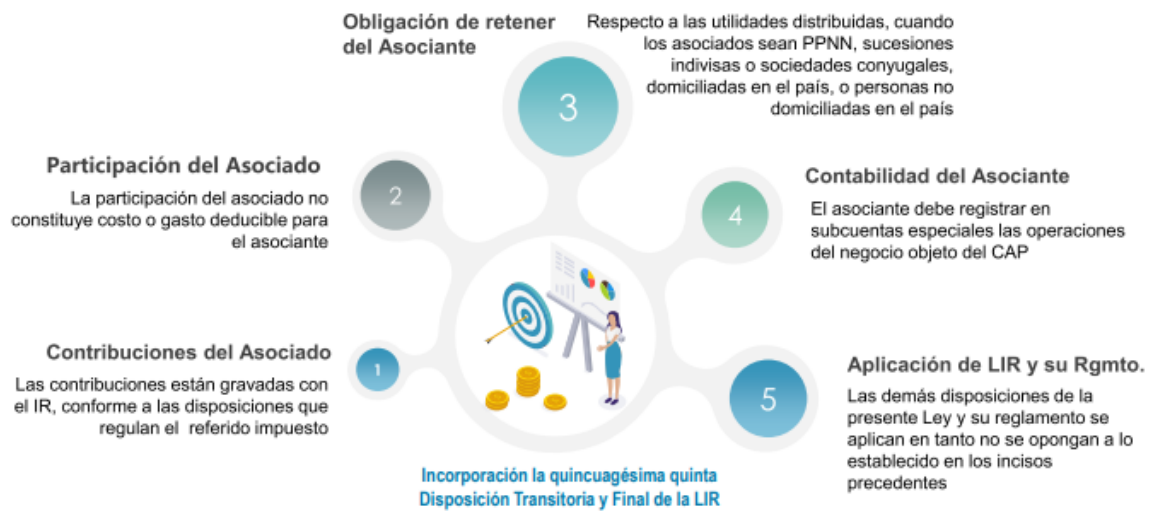 Contribuciones del Asociado
1
Las contribuciones están gravadas con
el IR, conforme a las disposiciones que
regulan el referido impuesto
Participación del Asociado
2
La participación del asociado no
constituye costo o gasto deducible para
el asociante
Obligación de retener
del Asociante
3
Respecto a las utilidades distribuidas, cuando
los asociados sean PPNN, sucesiones
indivisas o sociedades conyugales,
domiciliadas en el país, o personas no
domiciliadas en el país
Contabilidad del Asociante
4
El asociante debe registrar en
subcuentas especiales las operaciones
del negocio objeto del CAP
Aplicación de LIR y su Rgmto.
5
Las demás disposiciones de la
presente Ley y su reglamento se
aplican en tanto no se opongan a lo
establecido en los incisos
precedentes
Incorporación la quincuagésima quinta
Disposición Transitoria y Final de la LIR